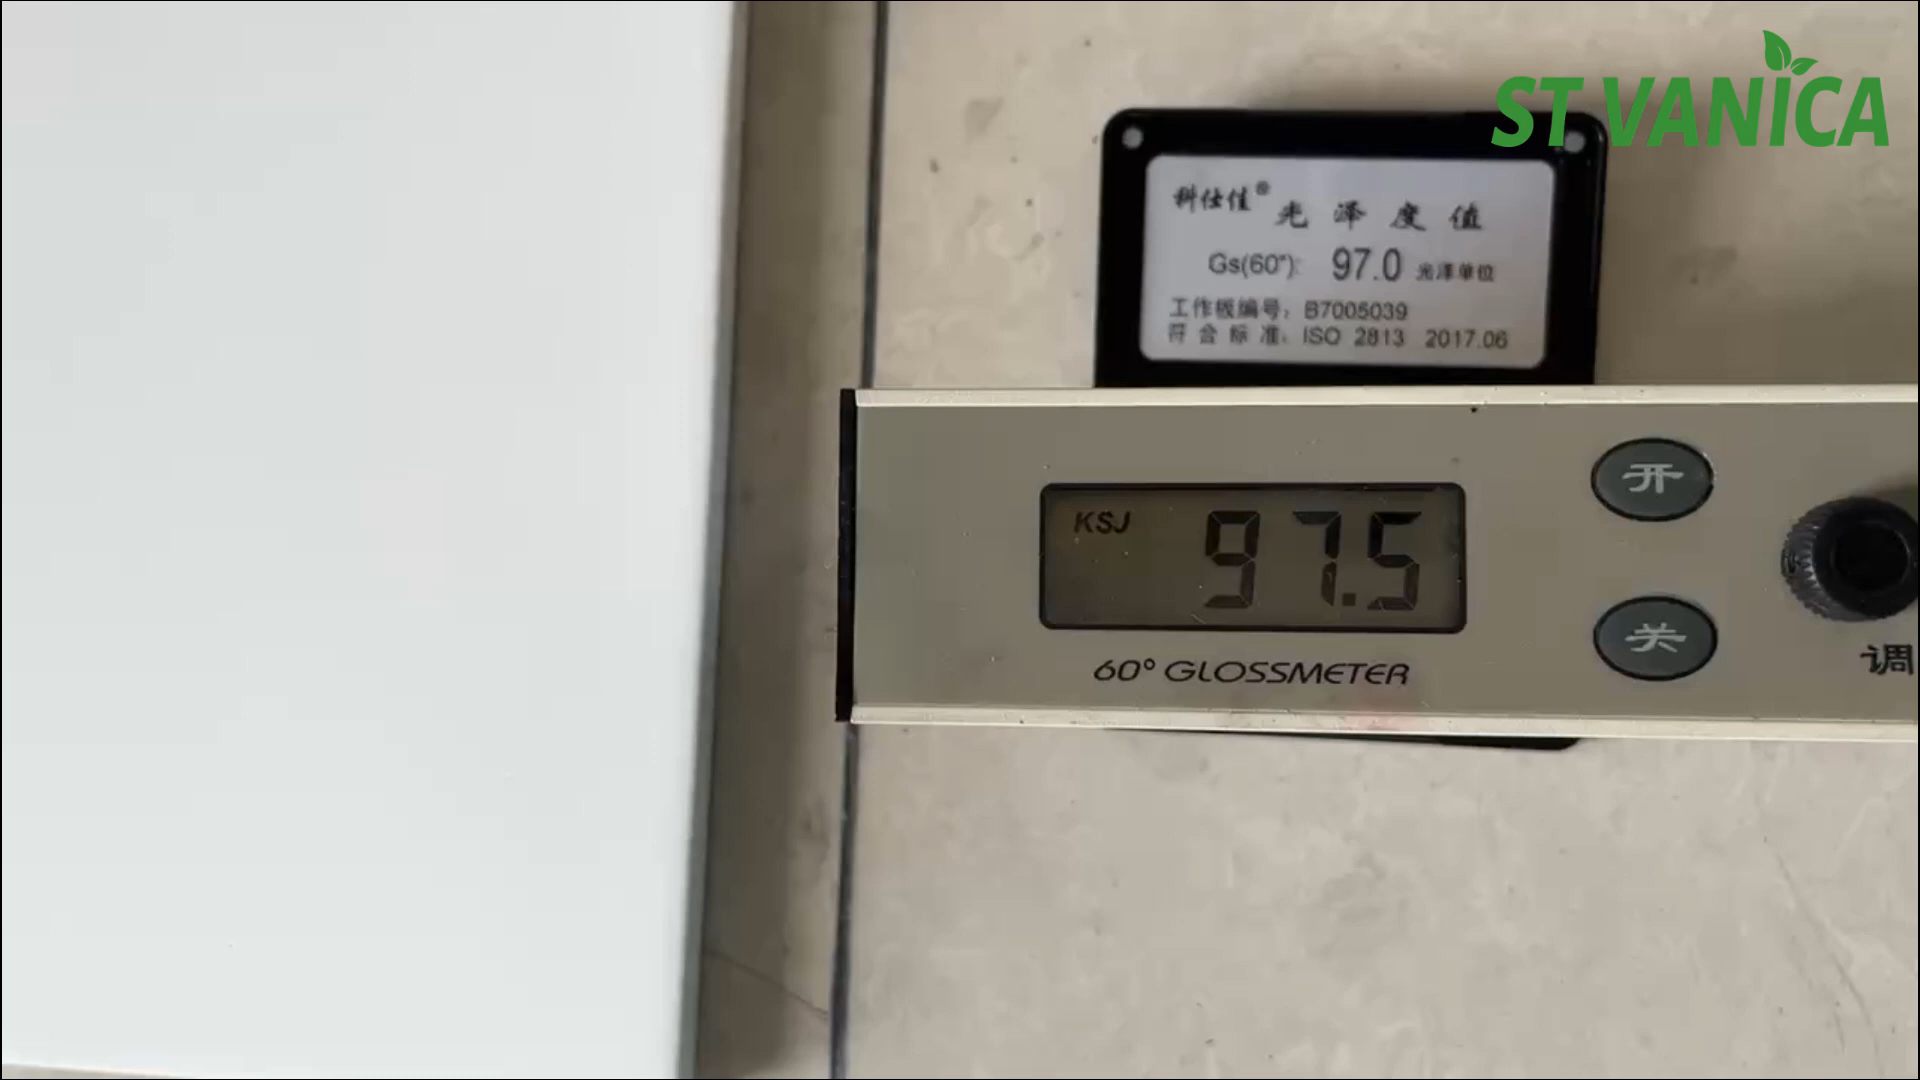 ST VANICA
科仕佳® 光泽度值
Gs(60°): 97.0 光泽单位
工作板编号: B7005039
符合标准: ISO 2813 2017.06
开
KSJ 97.5
关
60° GLOSSMETER
调